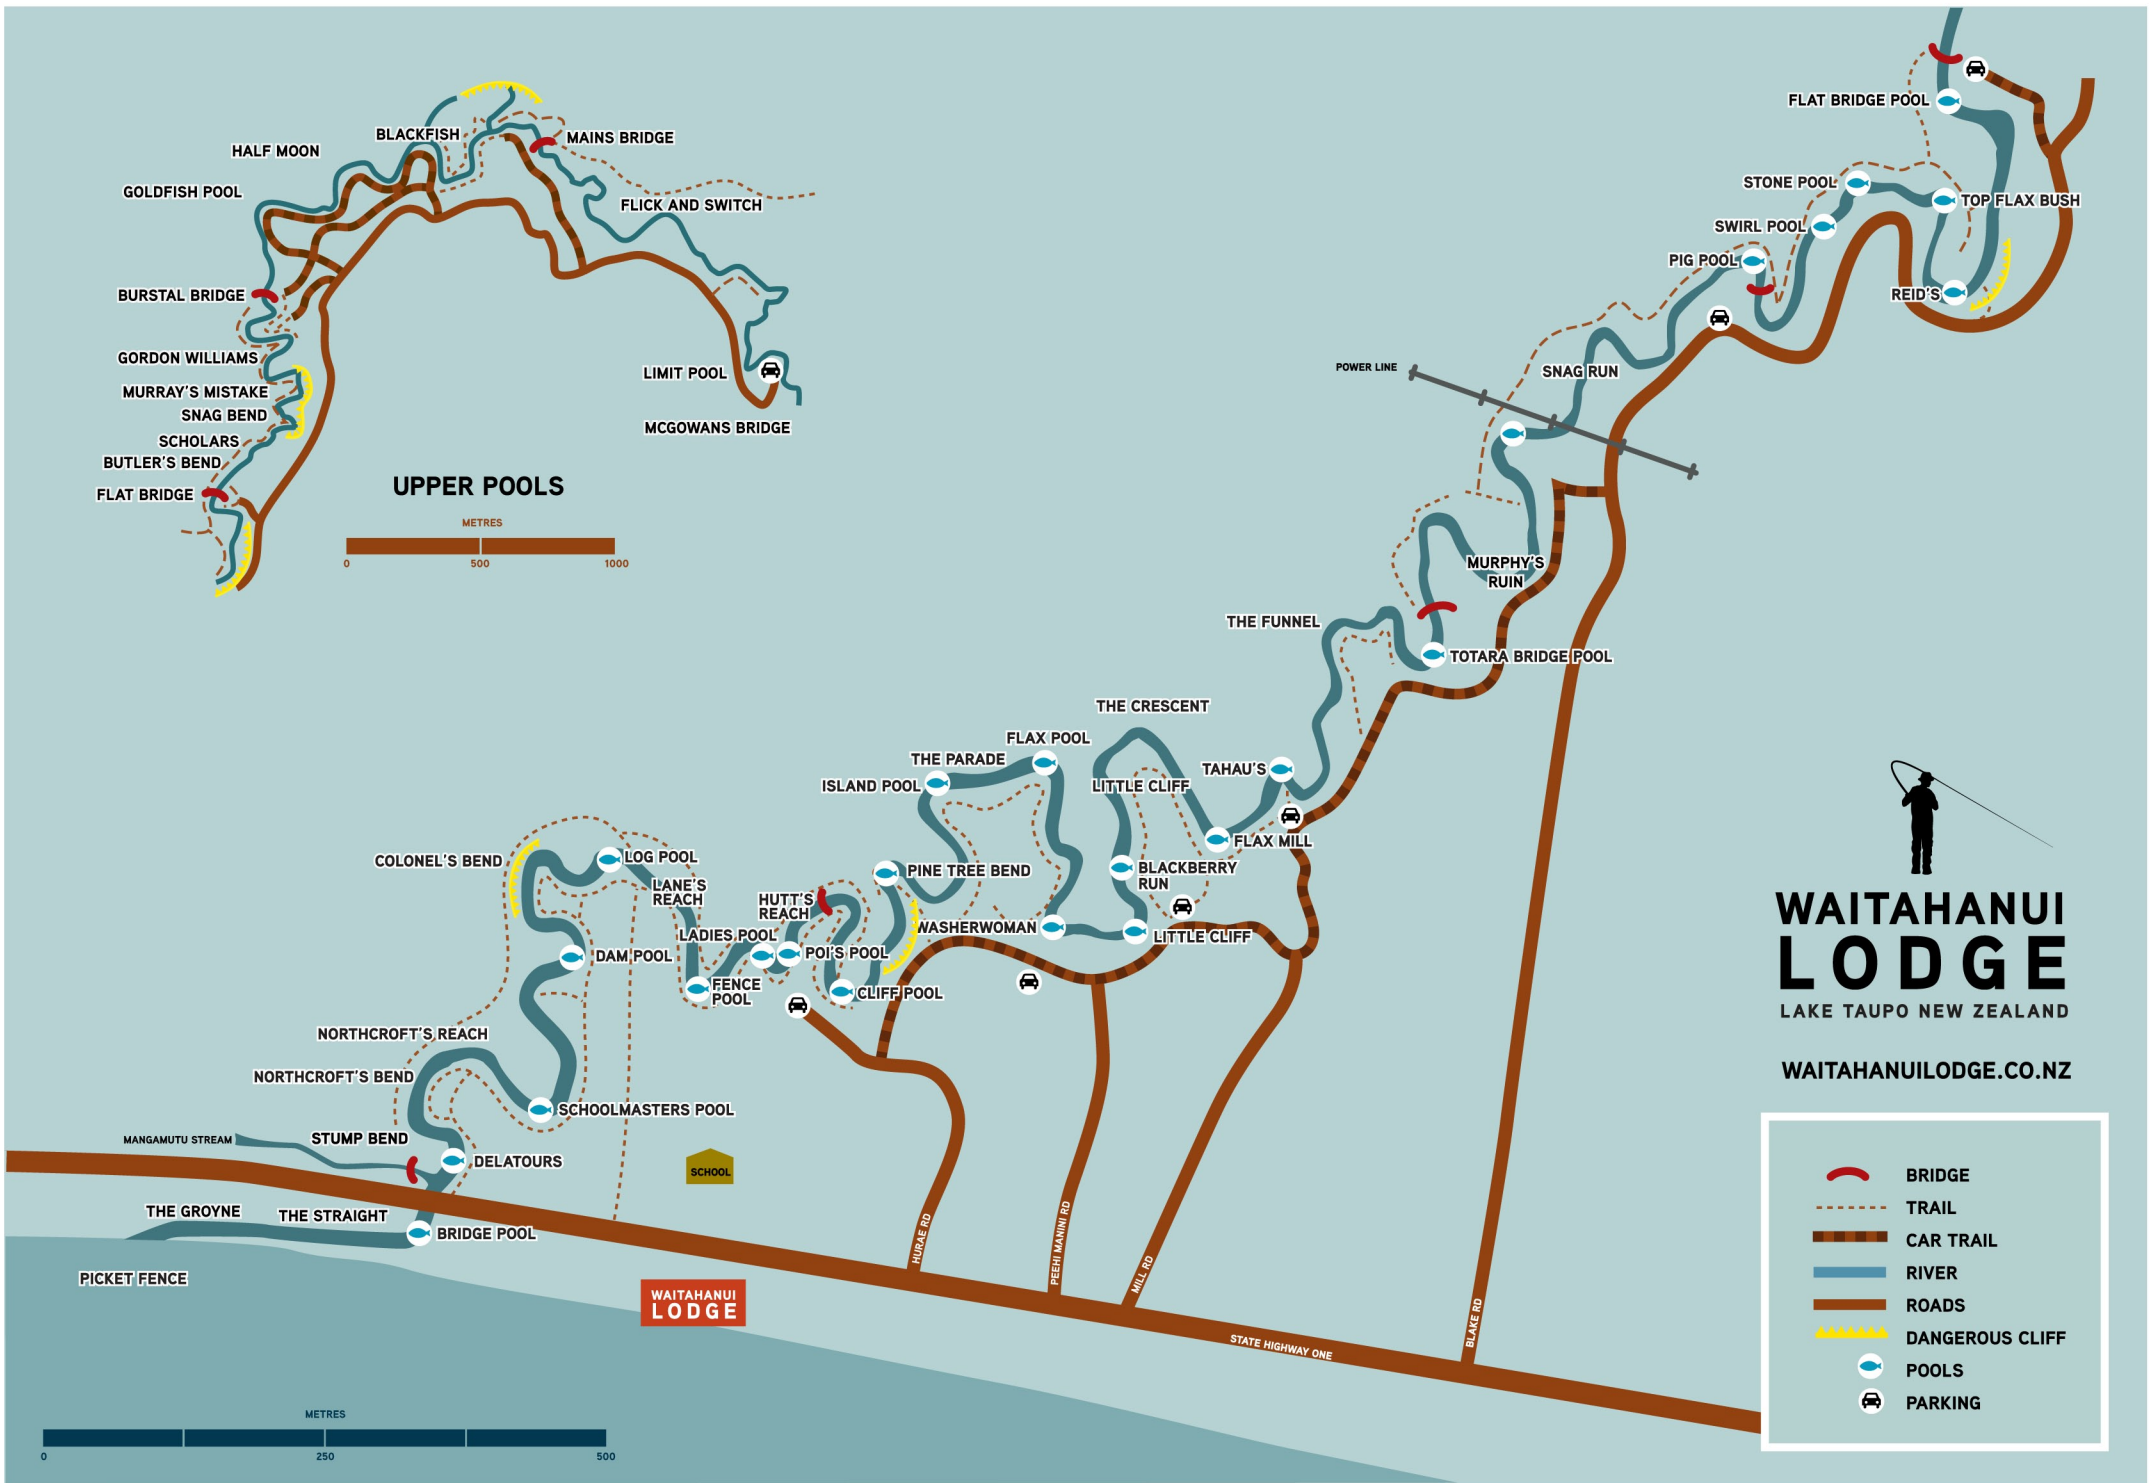 FLAT BRIDGE POOL
STONE POOL
TOP FLAX BUSH
SWIRL POOL
PIG POOL
REID'S
POWER LINE
SNAG RUN
MURPHY'S
RUIN
THE FUNNEL
TOTARA BRIDGE POOL
BLACKFISH
MAINS BRIDGE
HALF MOON
GOLDFISH POOL
FLICK AND SWITCH
BURSTAL BRIDGE
GORDON WILLIAMS
MURRAY'S MISTAKE
SNAG BEND
SCHOLARS
BUTLER'S BEND
FLAT BRIDGE
LIMIT POOL
MCGOWANS BRIDGE
UPPER POOLS
METRES
0
500
1000
THE CRESCENT
FLAX POOL
THE PARADE
ISLAND POOL
TAHAU'S
LITTLE CLIFF
FLAX MILL
COLONEL'S BEND
LOG POOL
PINE TREE BEND
BLACKBERRY
RUN
LANE'S
REACH
HUTT'S
REACH
WASHERWOMAN
LITTLE CLIFF
LADIES POOL
POI'S POOL
DAM POOL
FENCE
POOL
CLIFF POOL
NORTHCROFT'S REACH
NORTHCROFT'S BEND
SCHOOLMASTERS POOL
MANGAMUTU STREAM
STUMP BEND
DELATOURS
SCHOOL
THE GROYNE
THE STRAIGHT
BRIDGE POOL
PICKET FENCE
WAITAHANUI
LODGE
HURAE RD
PEEHI MANINI RD
MILL RD
BLAKE RD
STATE HIGHWAY ONE
METRES
0
250
500
WAITAHANUI
LODGE
LAKE TAUPO NEW ZEALAND
WAITAHANUILODGE.CO.NZ
BRIDGE
TRAIL
CAR TRAIL
RIVER
ROADS
DANGEROUS CLIFF
POOLS
PARKING